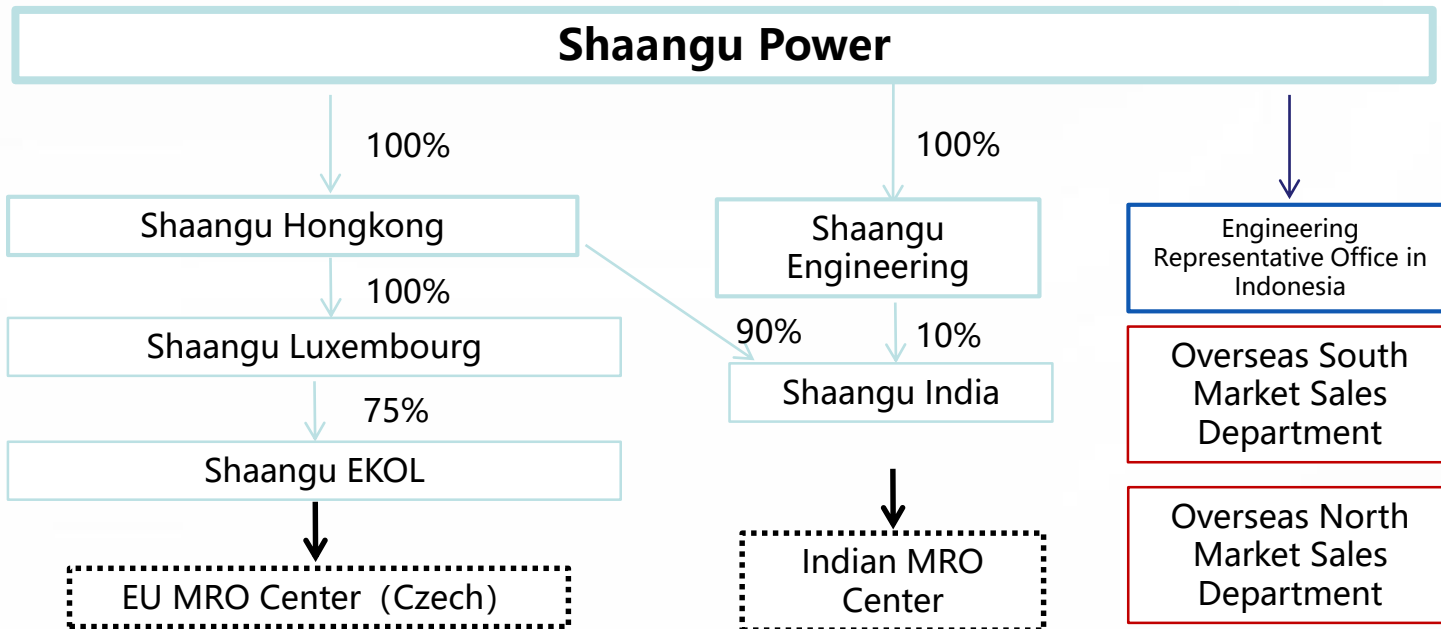 Shaangu Power
100%
100%
Shaangu Hongkong
Shaangu
Engineering
Engineering
Representative Office in
Indonesia
100%
90%
10%
Shaangu Luxembourg
Shaangu India
Overseas South
Market Sales
Department
75%
Shaangu EKOL
EU MRO Center（Czech）
Indian MRO
Center
Overseas North
Market Sales
Department